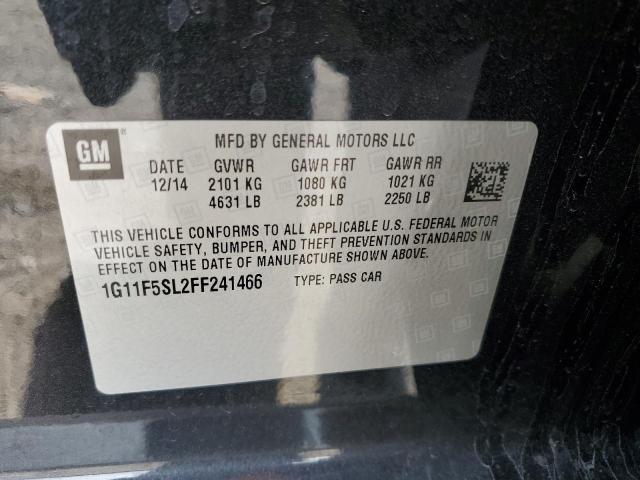 GM
MFD BY GENERAL MOTORS LLC
DATE GVWR GAWR FRT GAWR RR
12/14 2101 KG 1080 KG 1021 KG
4631 LB 2381 LB 2250 LB
THIS VEHICLE CONFORMS TO ALL APPLICABLE U.S. FEDERAL MOTOR
VEHICLE SAFETY, BUMPER, AND THEFT PREVENTION STANDARDS IN
EFFECT ON THE DATE OF MANUFACTURE SHOWN ABOVE.
1G11F5SL2FF241466 TYPE: PASS CAR